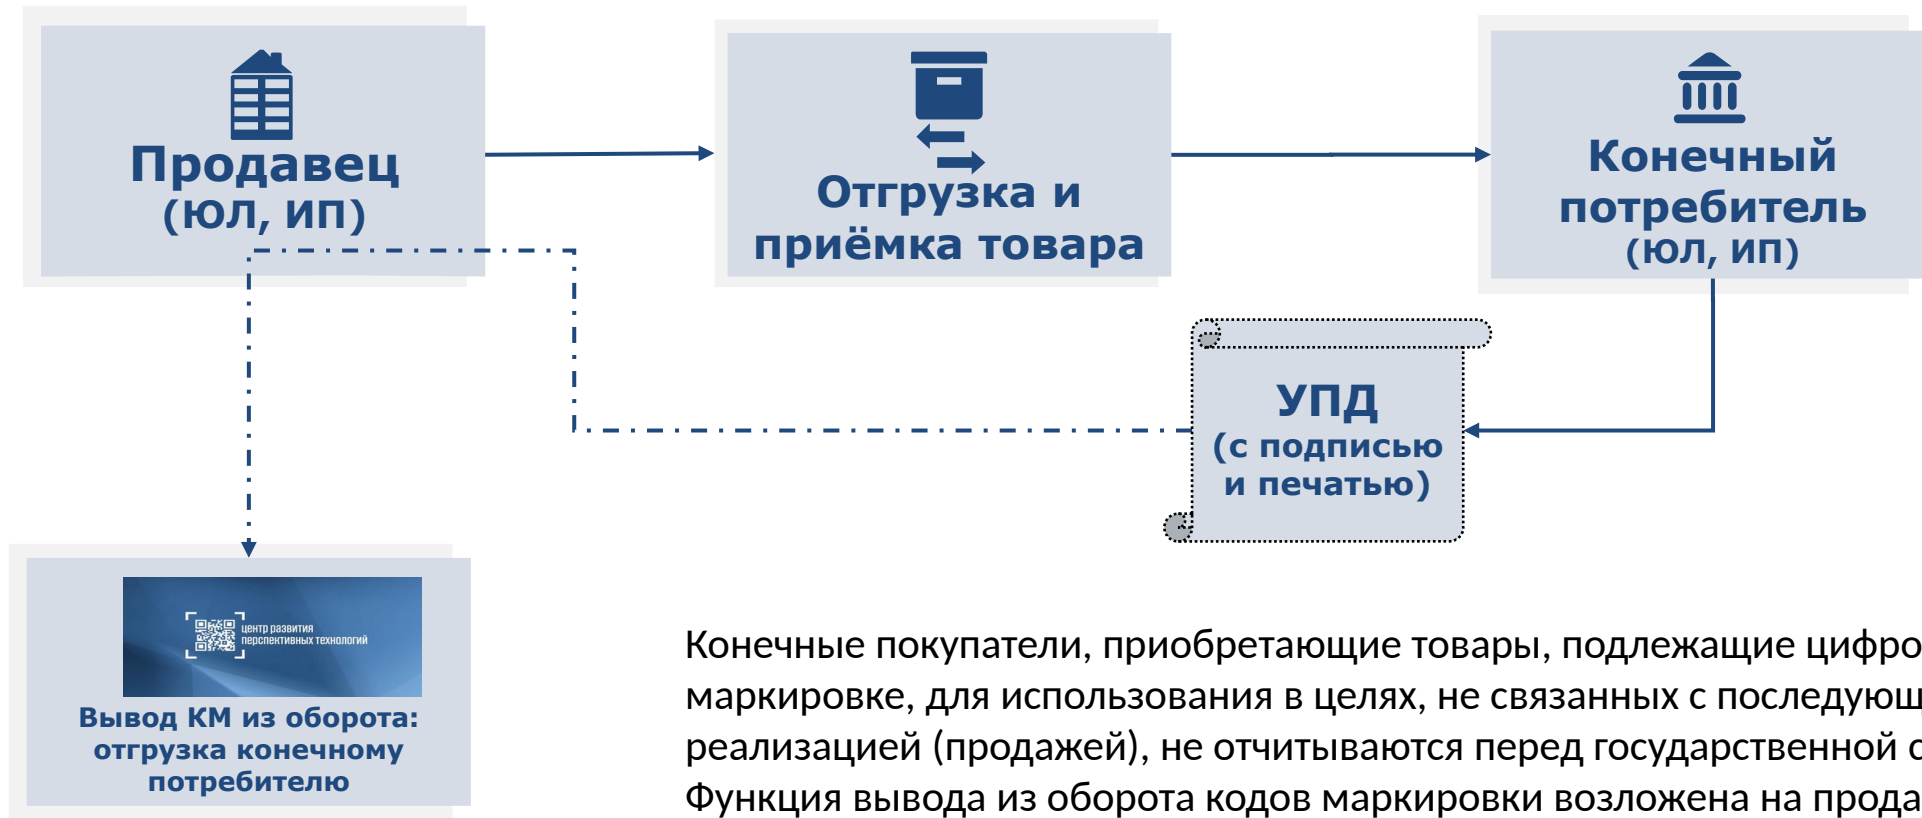 Продавец
(ЮЛ, ИП)
Отгрузка и
приёмка товара
Конечный
потребитель
(ЮЛ, ИП)
УПД
(с подписью
и печатью)
центр развития
перспективных технологий
Вывод КМ из оборота:
отгрузка конечному
потребителю
Конечные покупатели, приобретающие товары, подлежащие цифро
маркировке, для использования в целях, не связанных с последующ
реализацией (продажей), не отчитываются перед государственной с
Функция вывода из оборота кодов маркировки возложена на прода